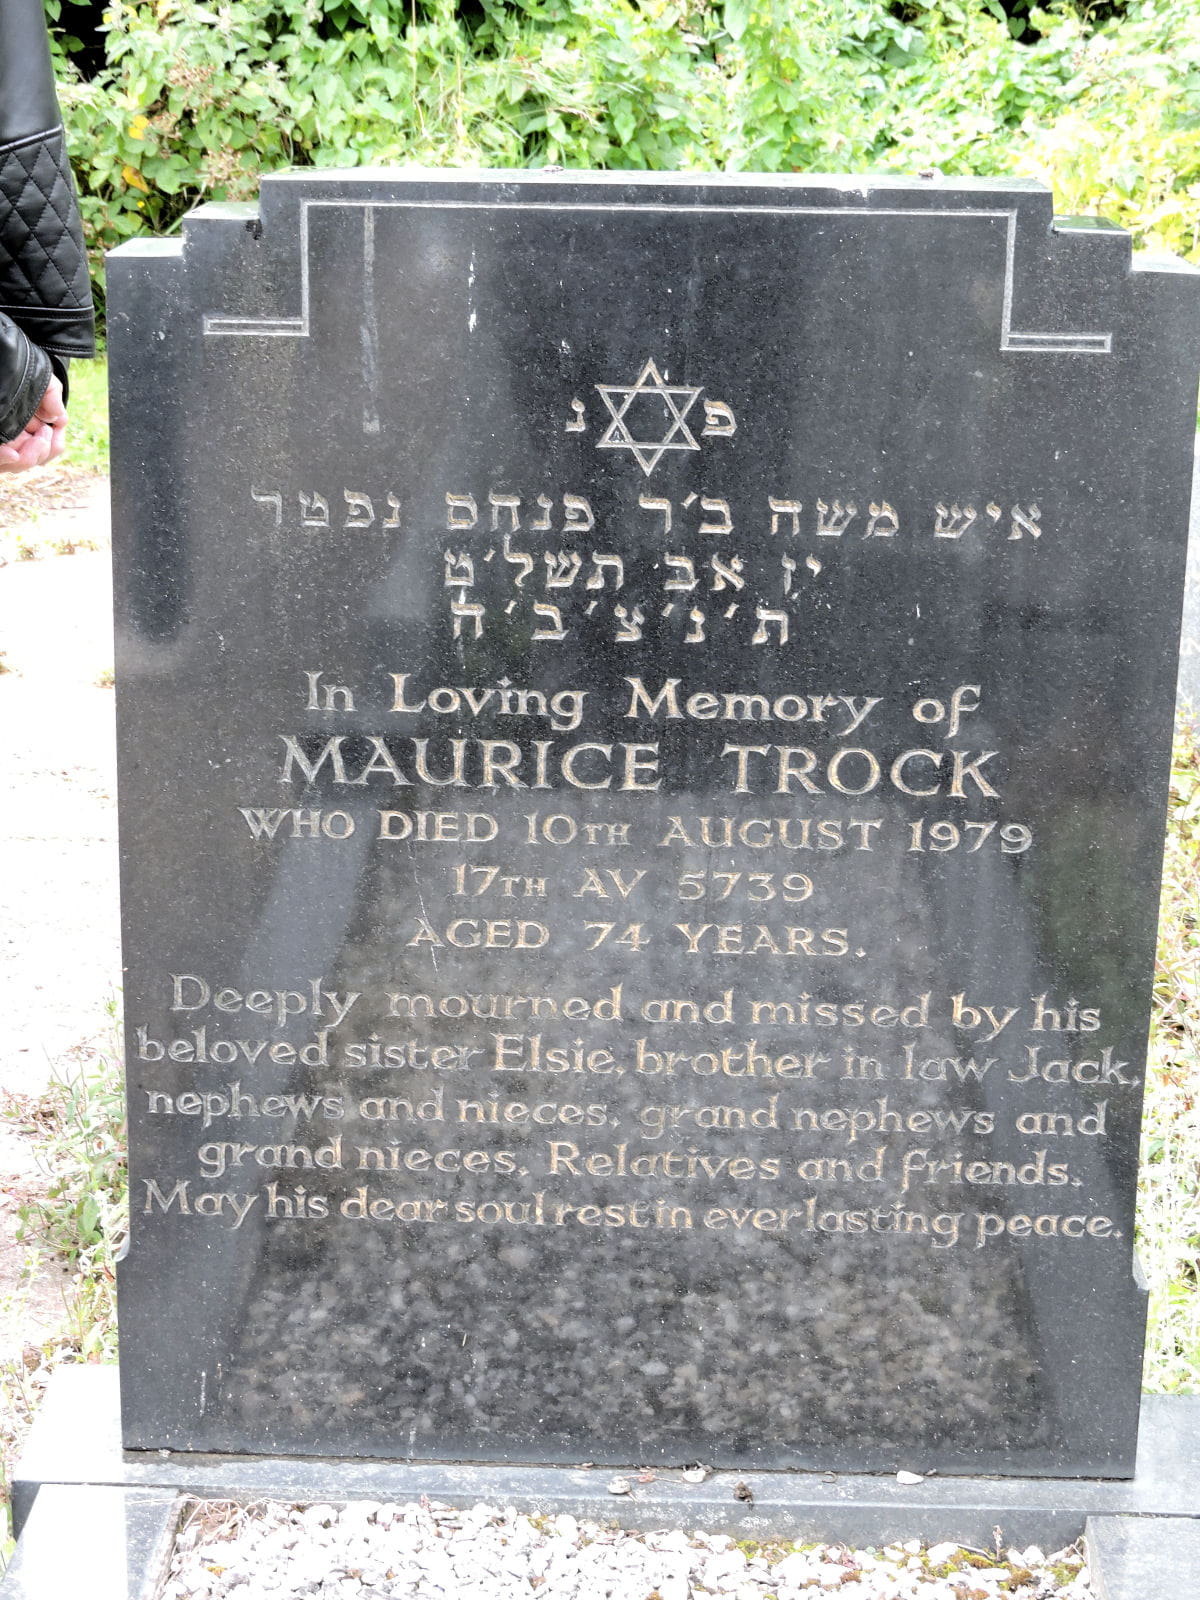 פ נ
איש משה ב'ר פנחס נפטר
יז אב תשל'ט
ת'נ'צ'ב'ה
In Loving Memory of
MAURICE TROCK
WHO DIED 10TH AUGUST 1979
17TH AV 5739
AGED 74 YEARS.
Deeply mourned and missed by his
beloved sister Elsie, brother in law Jack,
nephews and nieces, grand nephews and
grand nieces, Relatives and friends.
May his dear soul rest in everlasting peace.